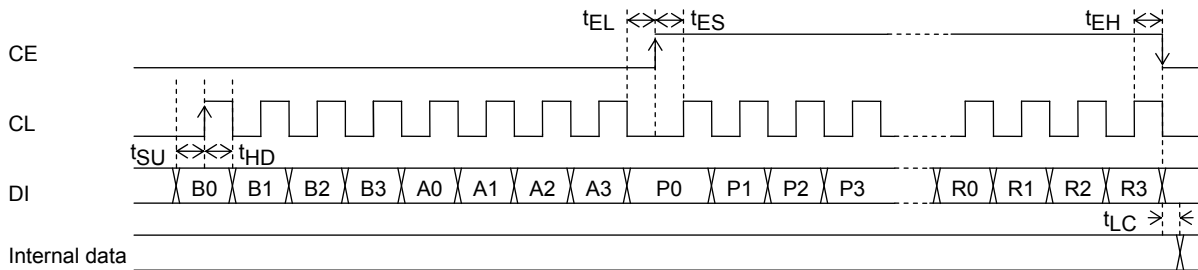 tEL tES tEH
CE
CL
tSU tHD
DI B0 B1 B2 B3 A0 A1 A2 A3 P0 P1 P2 P3 R0 R1 R2 R3
tLC
Internal data